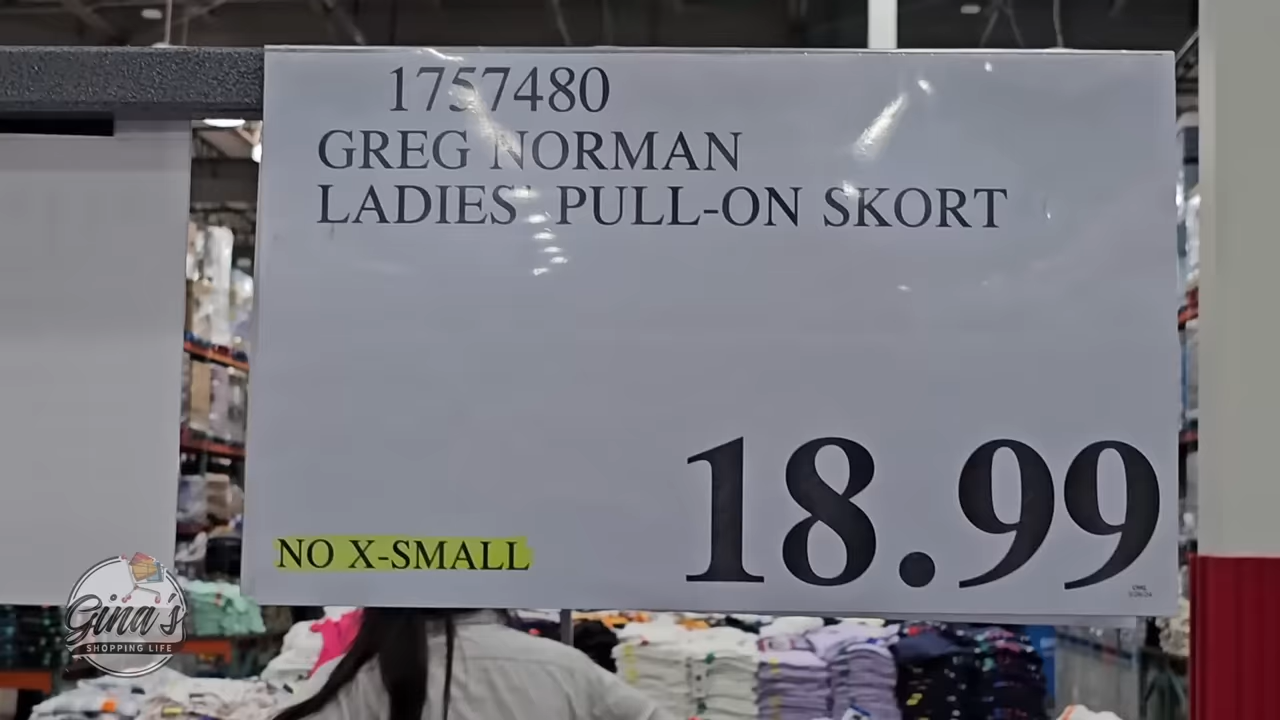 1757480
GREG NORMAN
LADIES' PULL-ON SKORT
18.99
NO X-SMALL
Gina's
SHOPPING LIFE